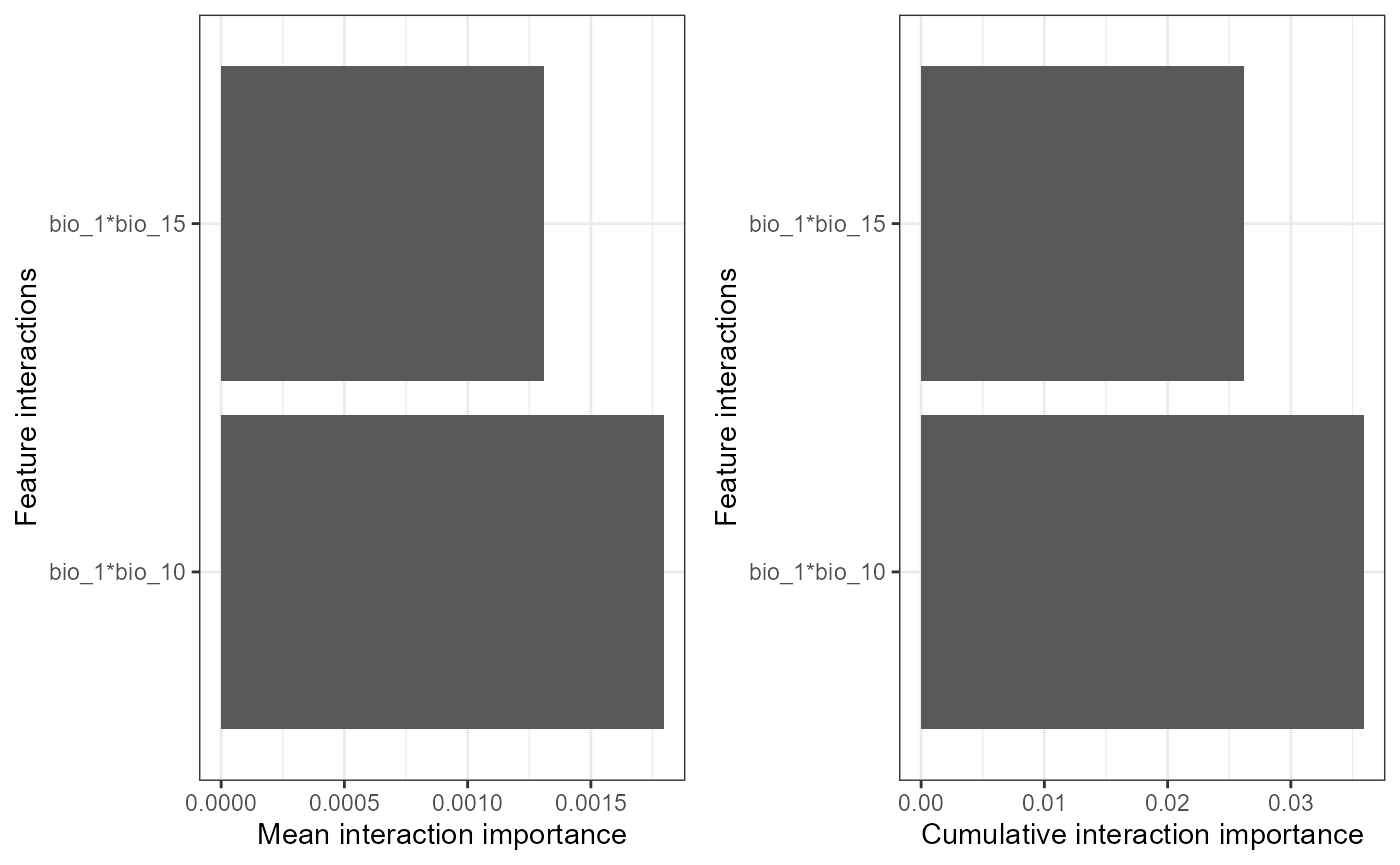 Feature interactions
bio_1*bio_15
bio_1*bio_10
0.0000 0.0005 0.0010 0.0015
Mean interaction importance
Feature interactions
bio_1*bio_15
bio_1*bio_10
0.00 0.01 0.02 0.03
Cumulative interaction importance